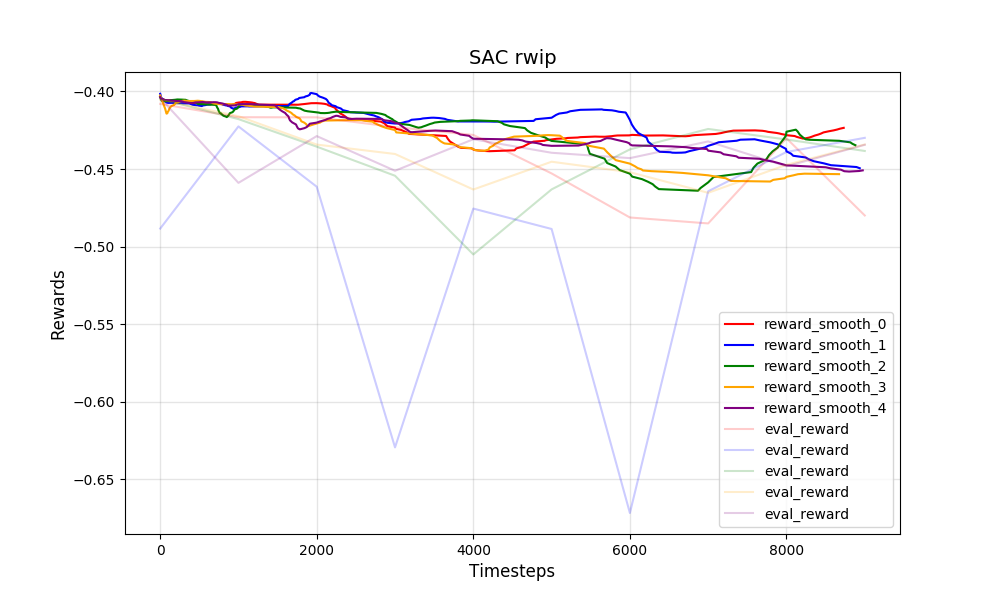 SAC rwip
Rewards
−0.40
−0.45
−0.50
−0.55
−0.60
−0.65
reward_smooth_0
reward_smooth_1
reward_smooth_2
reward_smooth_3
reward_smooth_4
eval_reward
eval_reward
eval_reward
eval_reward
eval_reward
0
2000
4000
6000
8000
Timesteps